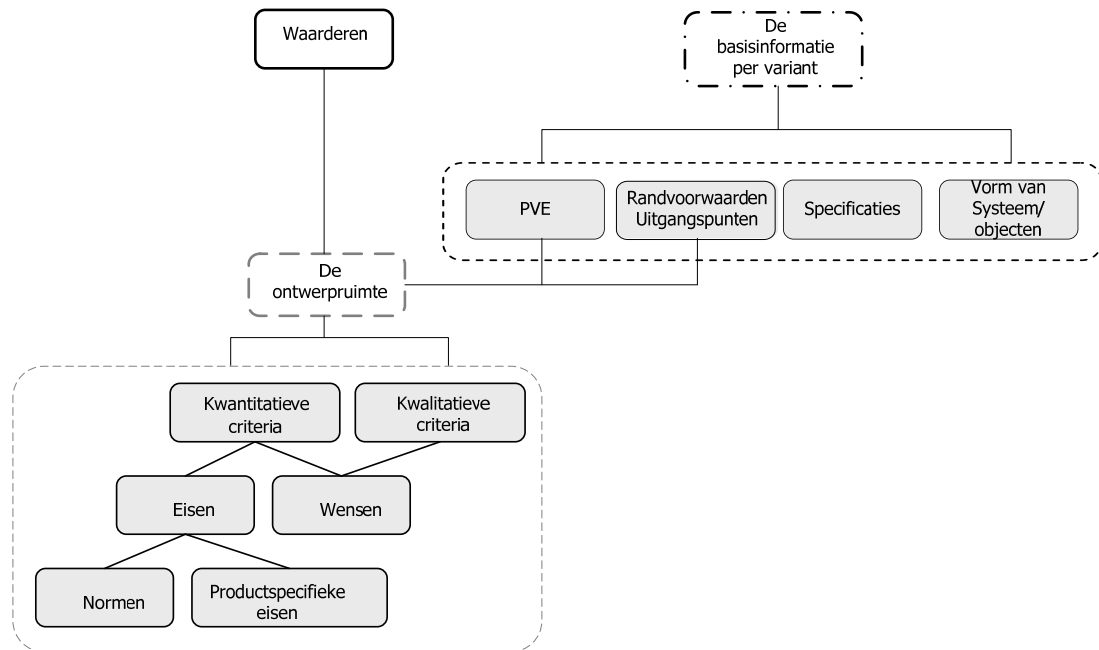 Waarderen
De
basisinformatie
per variant
PVE
Randvoorwaarden
Uitgangspunten
Specificaties
Vorm van
Systeem/
objecten
De
ontwerpruimte
Kwantitatieve
criteria
Kwalitatieve
criteria
Eisen
Wensen
Normen
Productspecifieke
eisen